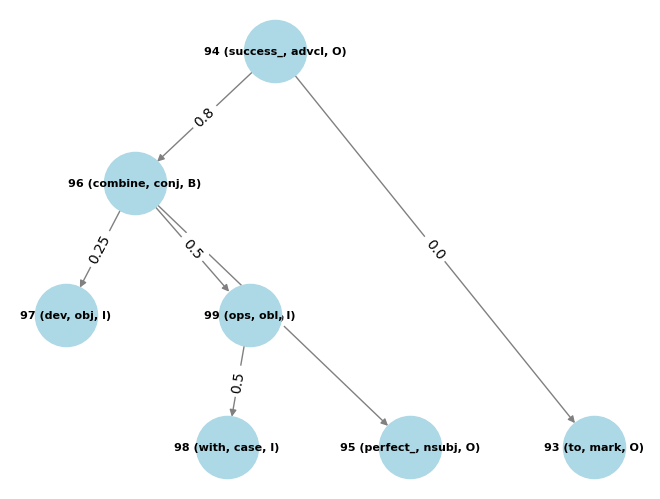 94 (success_, advcl, O)
0.8
96 (combine, conj, B)
0.25
0.5
0.0
97 (dev, obj, I)
99 (ops, obl, I)
0.5
98 (with, case, I)
95 (perfect_, nsubj, O)
93 (to, mark, O)